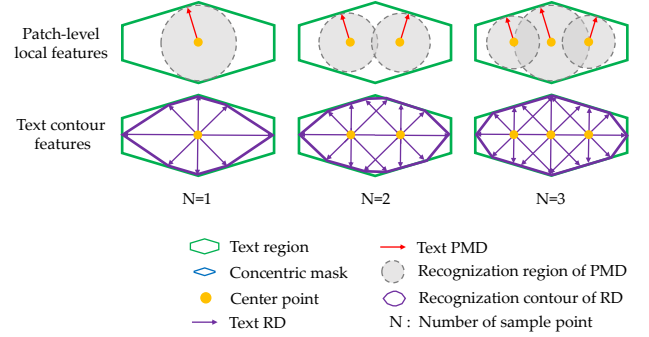 Patch-level
local features
Text contour
features
N=1
N=2
N=3
Text region
Text PMD
Concentric mask
Recognization region of PMD
Center point
Recognization contour of RD
Text RD
N : Number of sample point